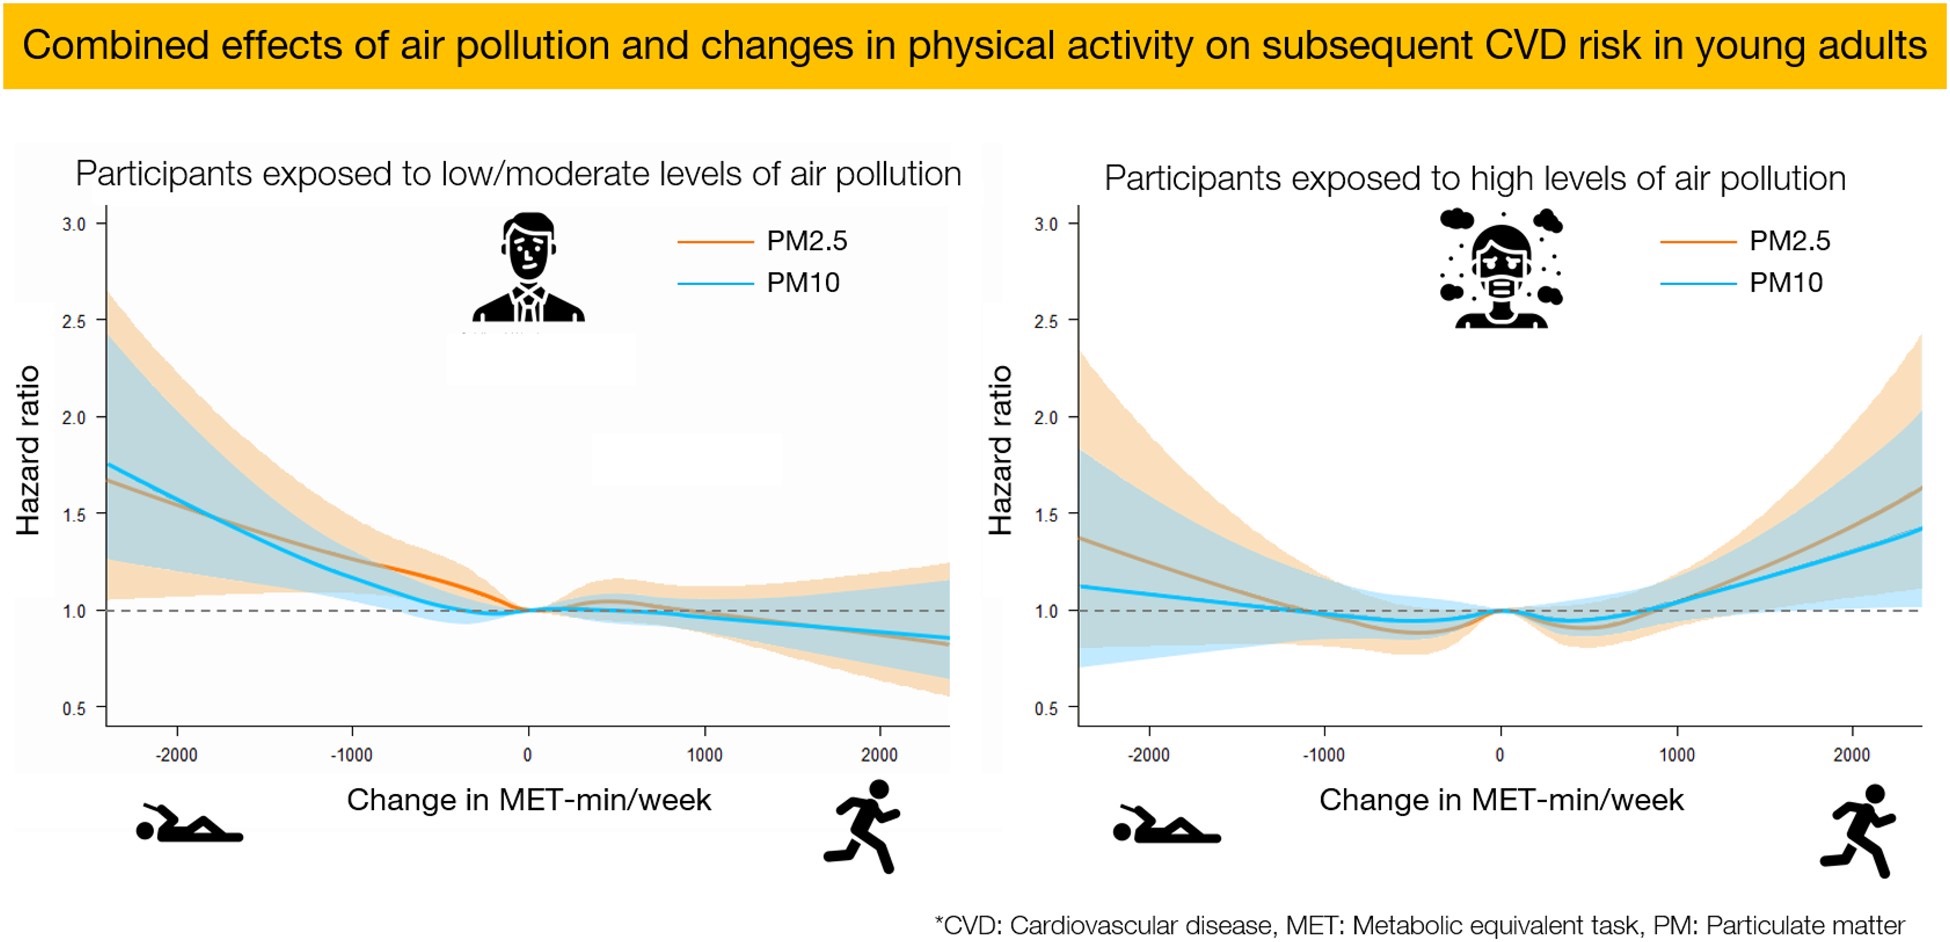 Combined effects of air pollution and changes in physical activity on subsequent CVD risk in young adults
Participants exposed to low/moderate levels of air pollution
3.0
2.5
2.0
1.5
1.0
0.5
Hazard ratio
PM2.5
PM10
-2000 -1000 0 1000 2000
Change in MET-min/week
Participants exposed to high levels of air pollution
3.0
2.5
2.0
1.5
1.0
0.5
Hazard ratio
PM2.5
PM10
-2000 -1000 0 1000 2000
Change in MET-min/week
*CVD: Cardiovascular disease, MET: Metabolic equivalent task, PM: Particulate matter